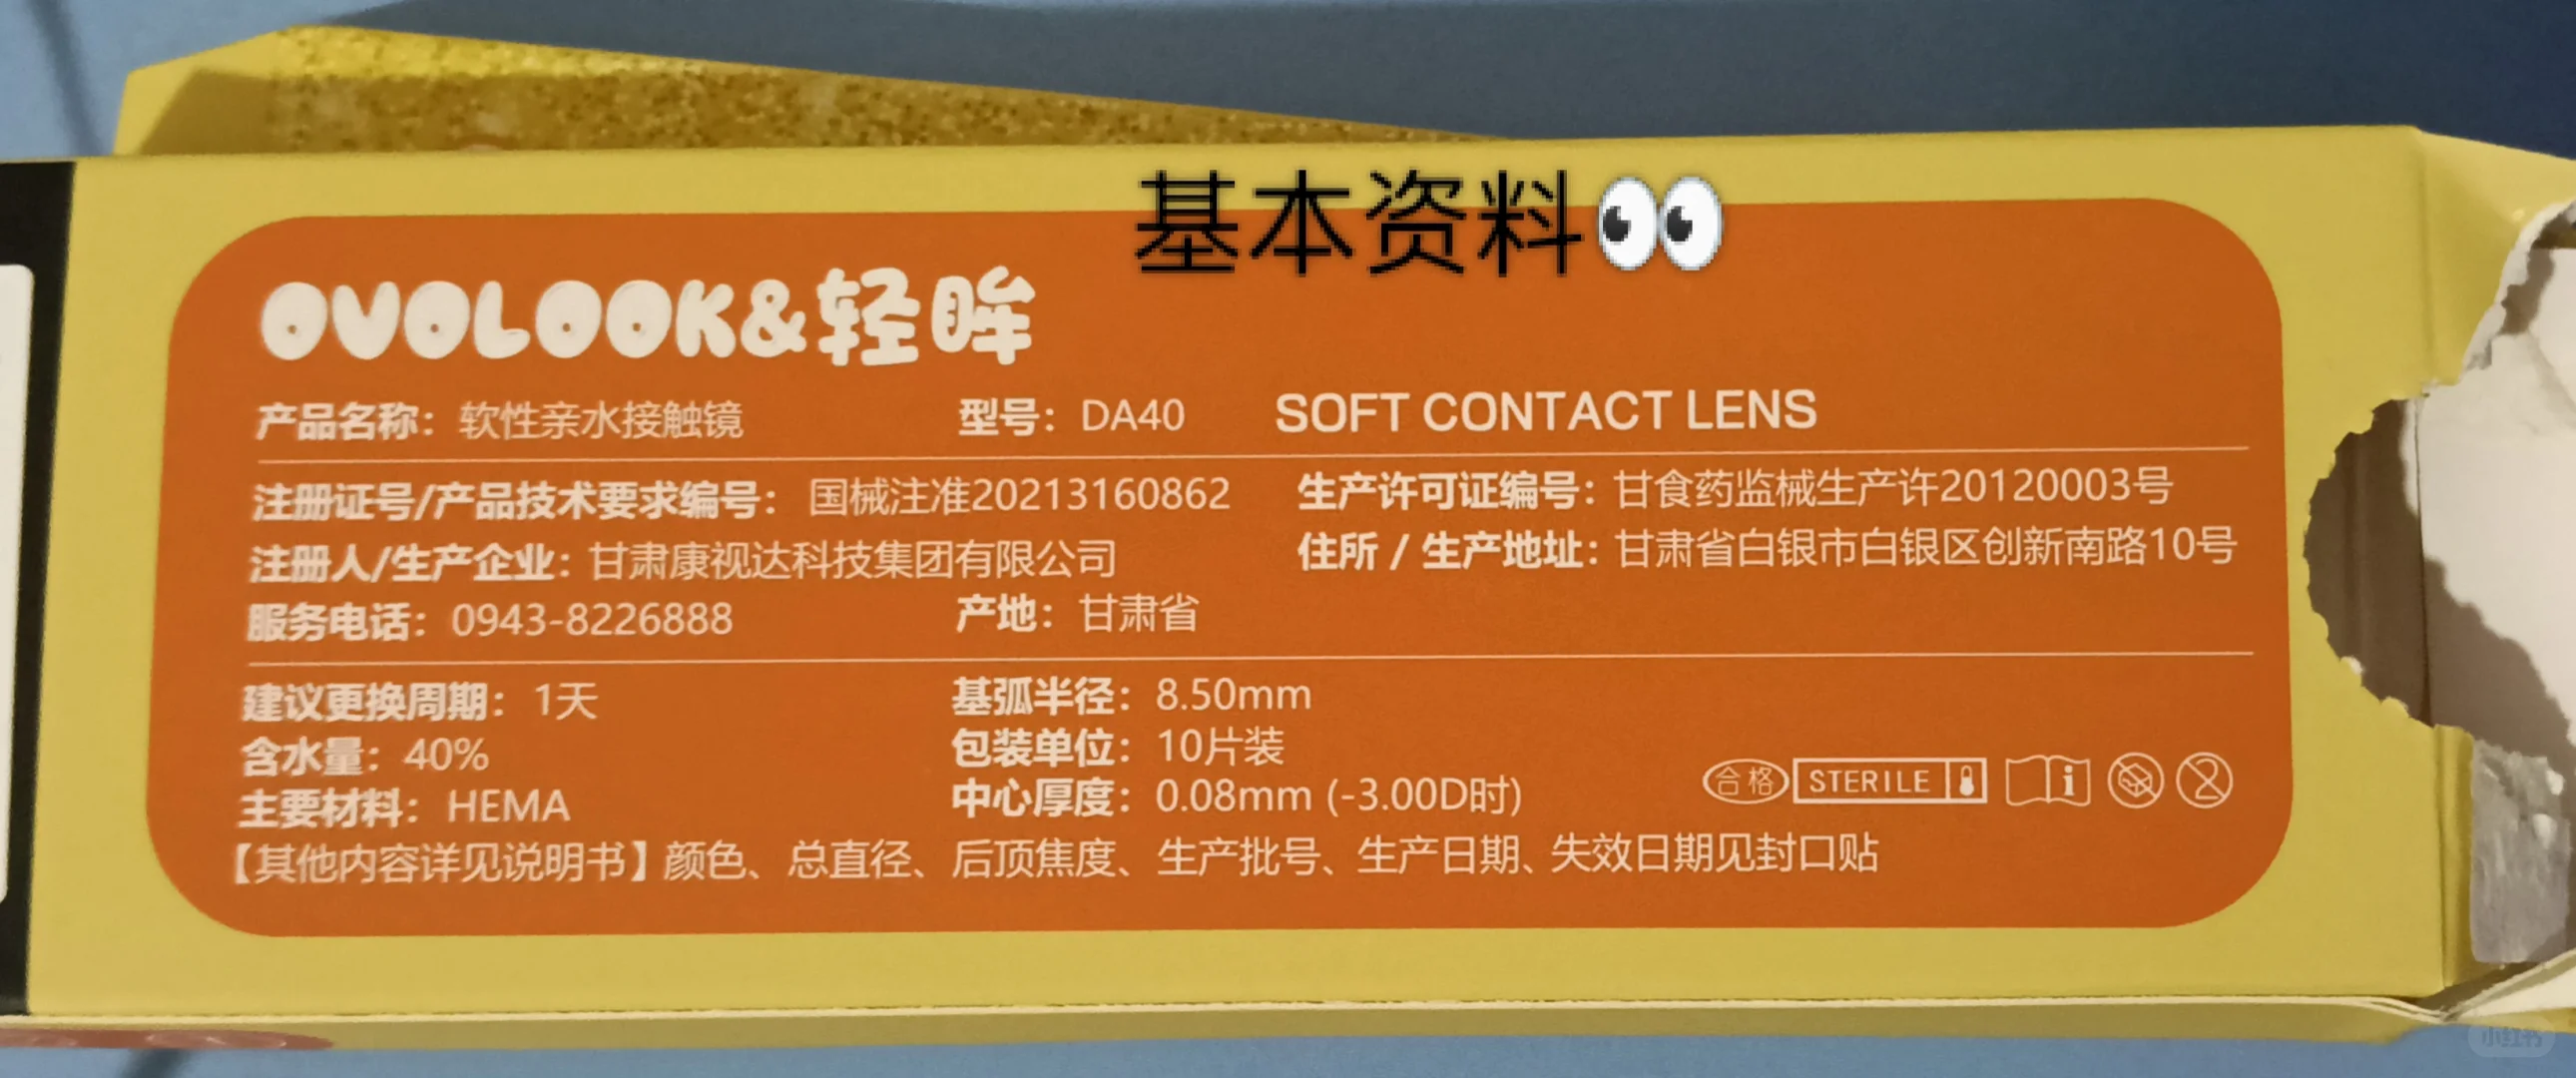 基本资料👀
OVOLOOK&轻眸
产品名称：软性亲水接触镜 型号：DA40 SOFT CONTACT LENS
注册证号/产品技术要求编号：国械注准20213160862 生产许可证编号：甘食药监械生产许20120003号
注册人/生产企业：甘肃康视达科技集团有限公司 住所 / 生产地址：甘肃省白银市白银区创新南路10号
服务电话：0943-8226888 产地：甘肃省
建议更换周期：1天 基弧半径：8.50mm
含水量：40% 包装单位：10片装
主要材料：HEMA 中心厚度：0.08mm (-3.00D时)
合格 STERILE i 2
【其他内容详见说明书】颜色、总直径、后顶焦度、生产批号、生产日期、失效日期见封口贴
小红书